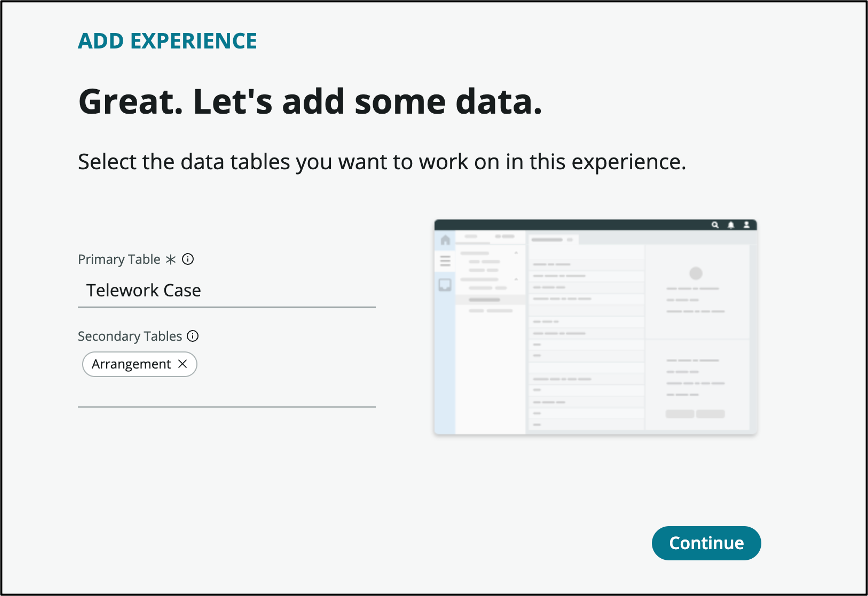 ADD EXPERIENCE
Great. Let's add some data.
Select the data tables you want to work on in this experience.
Primary Table
Telework Case
Secondary Tables
Arrangement
Continue